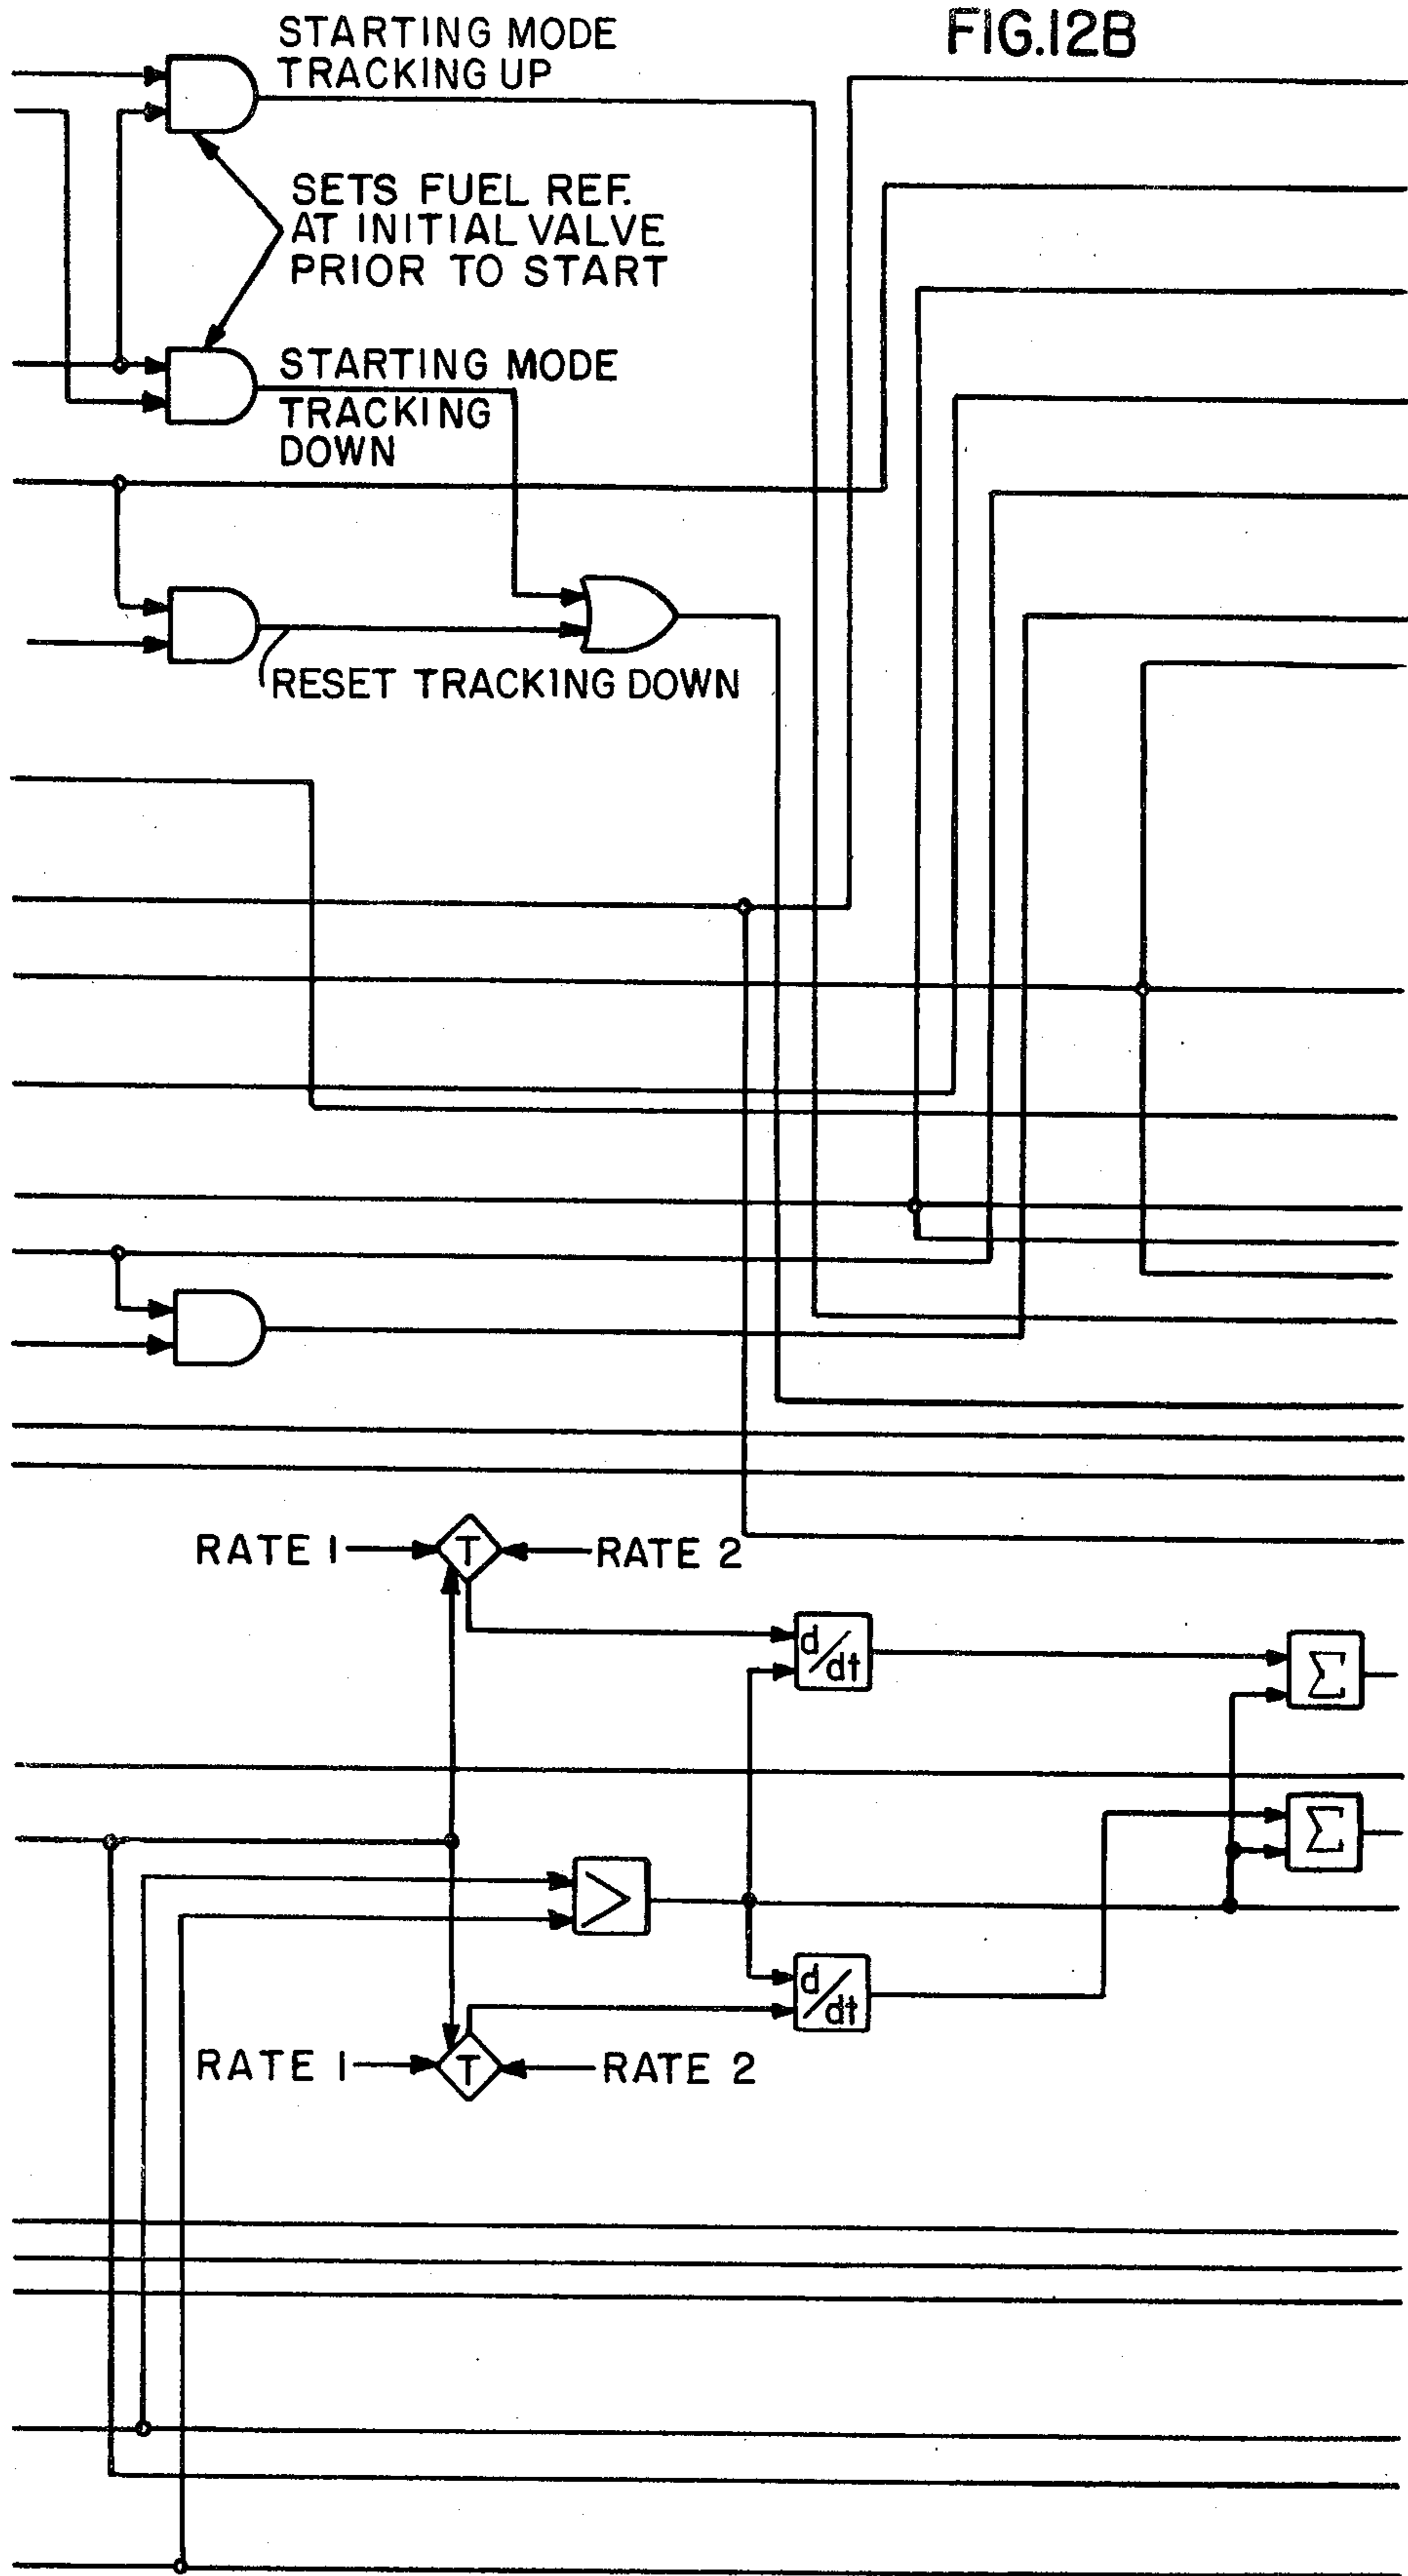 FIG.12B
STARTING MODE
TRACKING UP
SETS FUEL REF.
AT INITIAL VALVE
PRIOR TO START
STARTING MODE
TRACKING
DOWN
RESET TRACKING DOWN
RATE 1
T
RATE 2
d/dt
Σ
Σ
>
d/dt
RATE 1
T
RATE 2